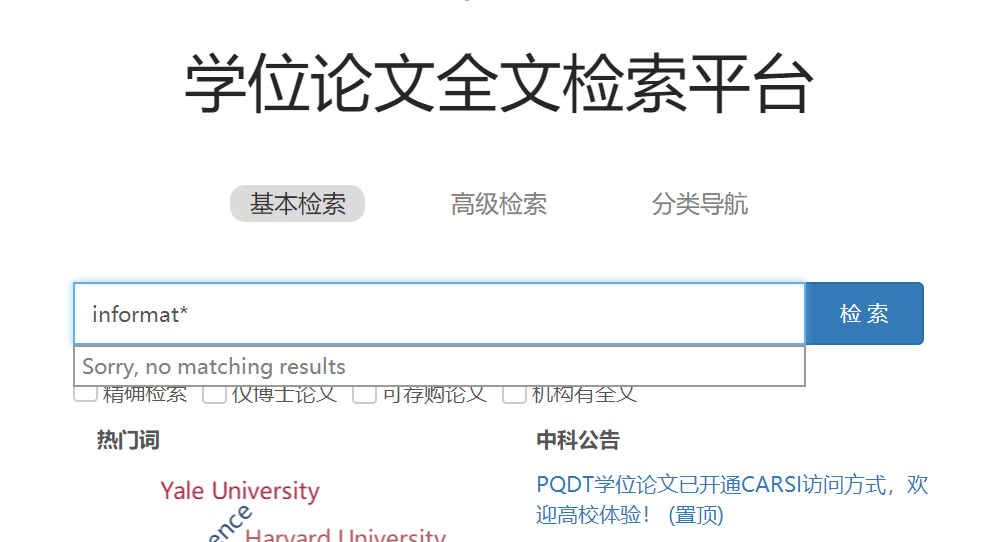 学位论文全文检索平台
基本检索 高级检索 分类导航
informat* 检 索
Sorry, no matching results
精确检索 仅博士论文 可荐购论文 机构有全文
热门词 中科公告
Yale University
Harvard University
PQDT学位论文已开通CARSI访问方式，欢
迎高校体验！ (置顶)